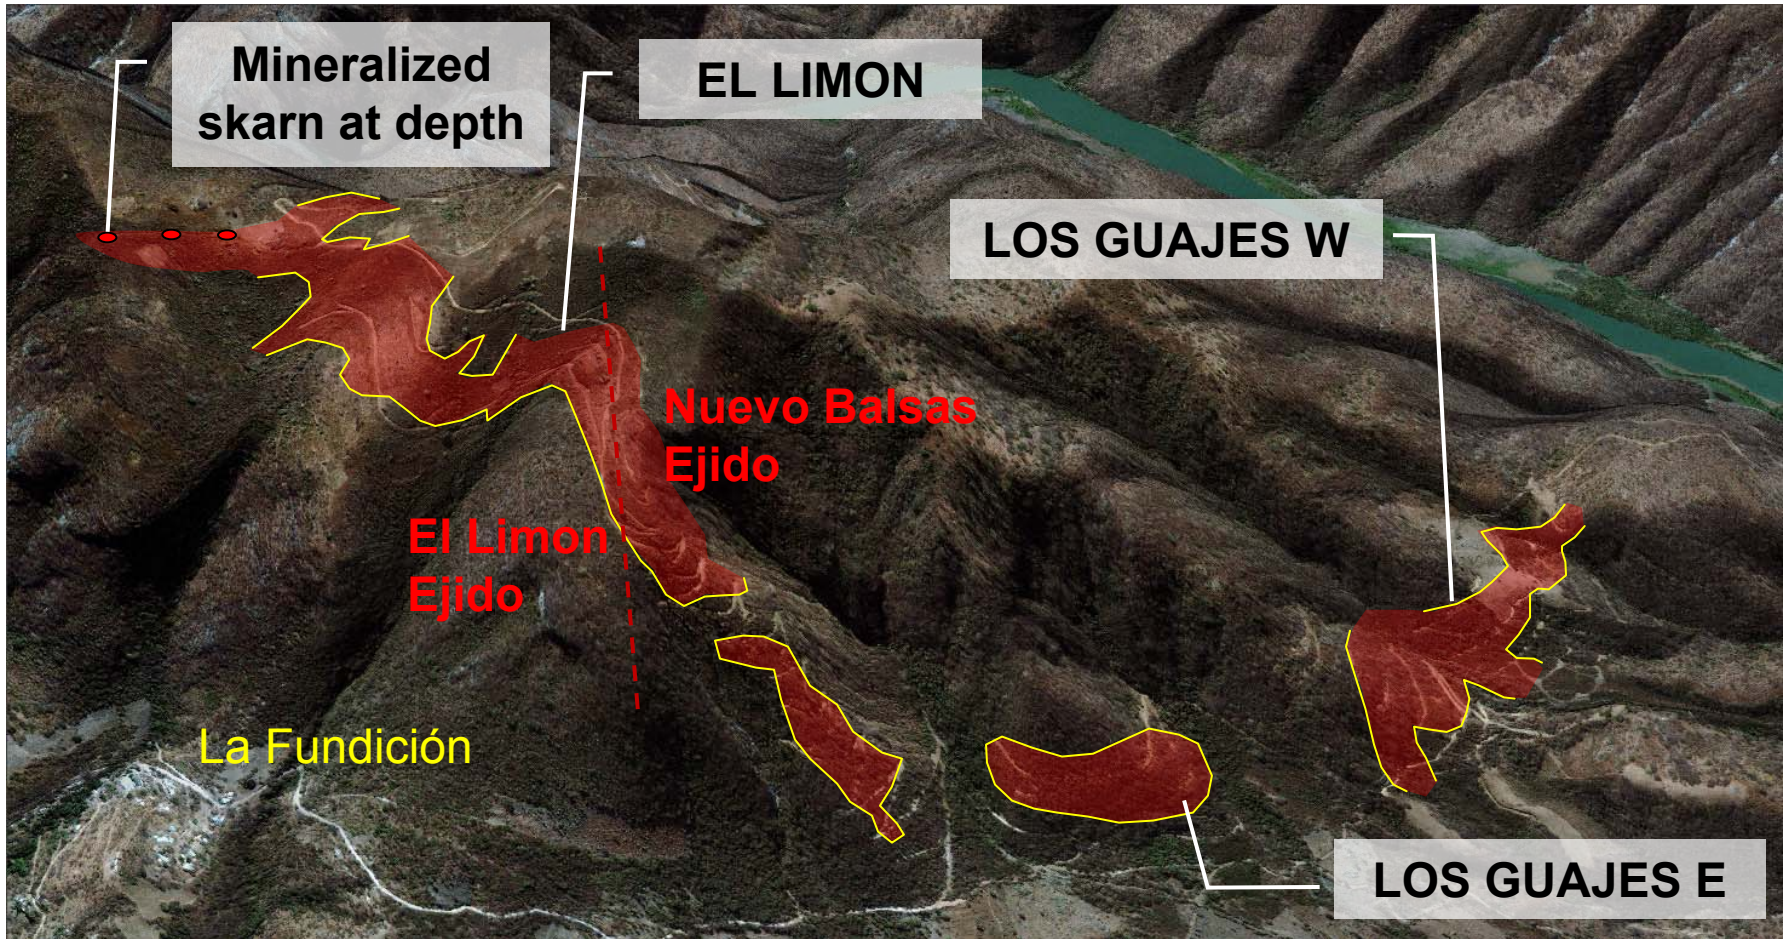 Mineralized
skarn at depth
EL LIMON
LOS GUAJES W
Nuevo Balsas
Ejido
El Limon
Ejido
La Fundición
LOS GUAJES E